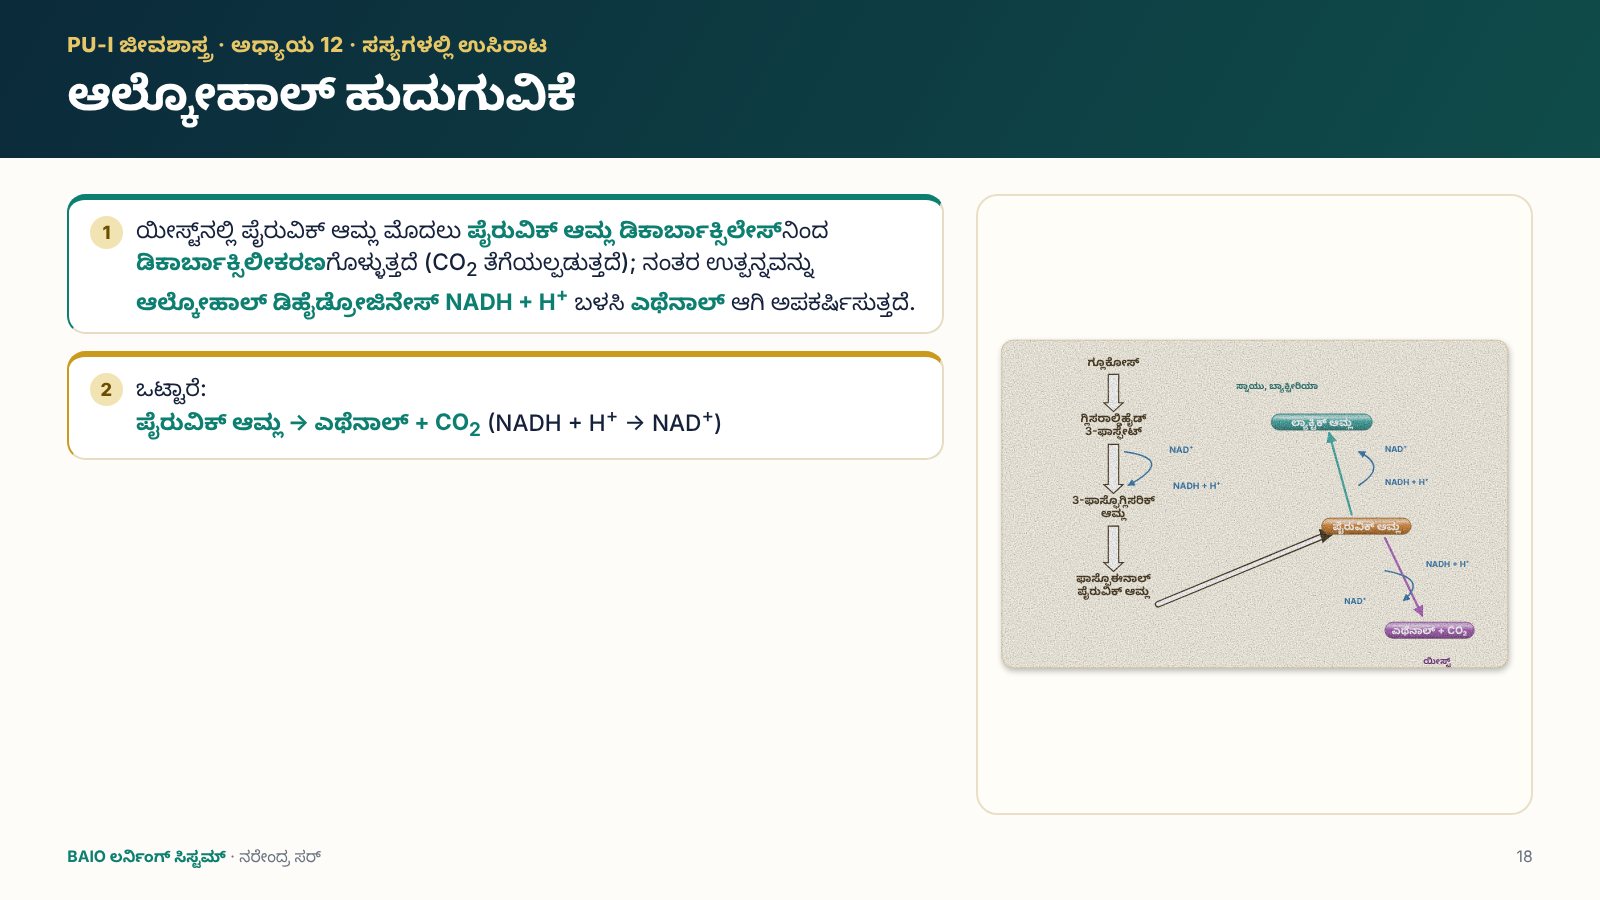 PU-I ಜೀವಶಾಸ್ತ್ರ · ಅಧ್ಯಾಯ 12 · ಸಸ್ಯಗಳಲ್ಲಿ ಉಸಿರಾಟ
ಆಲ್ಕೋಹಾಲ್ ಹುದುಗುವಿಕೆ
1 ಯೀಸ್ಟ್‌ನಲ್ಲಿ ಪೈರುವಿಕ್ ಆಮ್ಲ ಮೊದಲು ಪೈರುವಿಕ್ ಆಮ್ಲ ಡಿಕಾರ್ಬಾಕ್ಸಿಲೇಸ್‌ನಿಂದ
ಡಿಕಾರ್ಬಾಕ್ಸಿಲೀಕರಣಗೊಳ್ಳುತ್ತದೆ (CO₂ ತೆಗೆಯಲ್ಪಡುತ್ತದೆ); ನಂತರ ಉತ್ಪನ್ನವನ್ನು
ಆಲ್ಕೋಹಾಲ್ ಡಿಹೈಡ್ರೋಜಿನೇಸ್ NADH + H⁺ ಬಳಸಿ ಎಥೆನಾಲ್ ಆಗಿ ಅಪಕರ್ಷಿಸುತ್ತದೆ.
2 ಒಟ್ಟಾರೆ:
ಪೈರುವಿಕ್ ಆಮ್ಲ → ಎಥೆನಾಲ್ + CO₂ (NADH + H⁺ → NAD⁺)
ಗ್ಲೂಕೋಸ್
ಗ್ಲಿಸರಾಲ್ಡಿಹೈಡ್
3-ಫಾಸ್ಫೇಟ್
NAD⁺
NADH + H⁺
3-ಫಾಸ್ಫೊಗ್ಲಿಸರಿಕ್
ಆಮ್ಲ
ಫಾಸ್ಫೊಈನಾಲ್
ಪೈರುವಿಕ್ ಆಮ್ಲ
ಸ್ನಾಯು, ಬ್ಯಾಕ್ಟೀರಿಯಾ
ಲ್ಯಾಕ್ಟಿಕ್ ಆಮ್ಲ
NAD⁺
NADH + H⁺
ಪೈರುವಿಕ್ ಆಮ್ಲ
NADH + H⁺
NAD⁺
ಎಥೆನಾಲ್ + CO₂
ಯೀಸ್ಟ್
BAIO ಲರ್ನಿಂಗ್ ಸಿಸ್ಟಮ್ · ನರೇಂದ್ರ ಸರ್
18